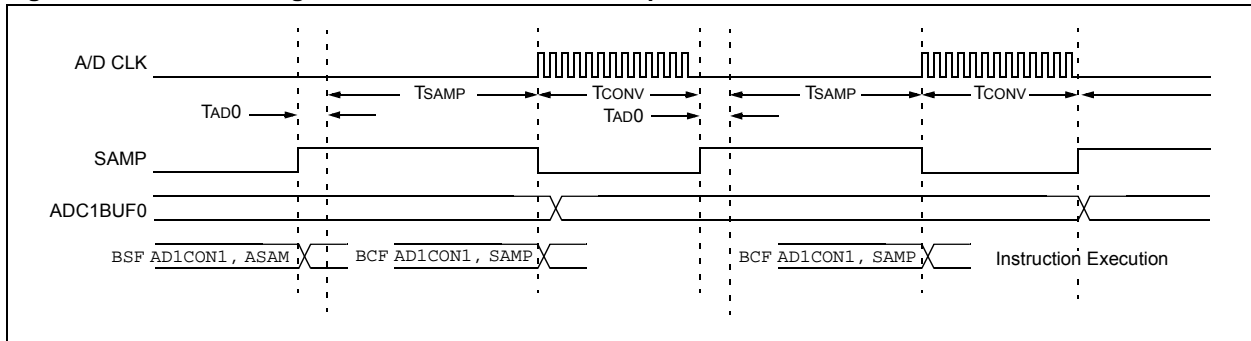 A/D CLK
TSAMP TCONV TSAMP TCONV
TAD0 TAD0
SAMP
ADC1BUF0
BSF AD1CON1, ASAM BCF AD1CON1, SAMP BCF AD1CON1, SAMP Instruction Execution